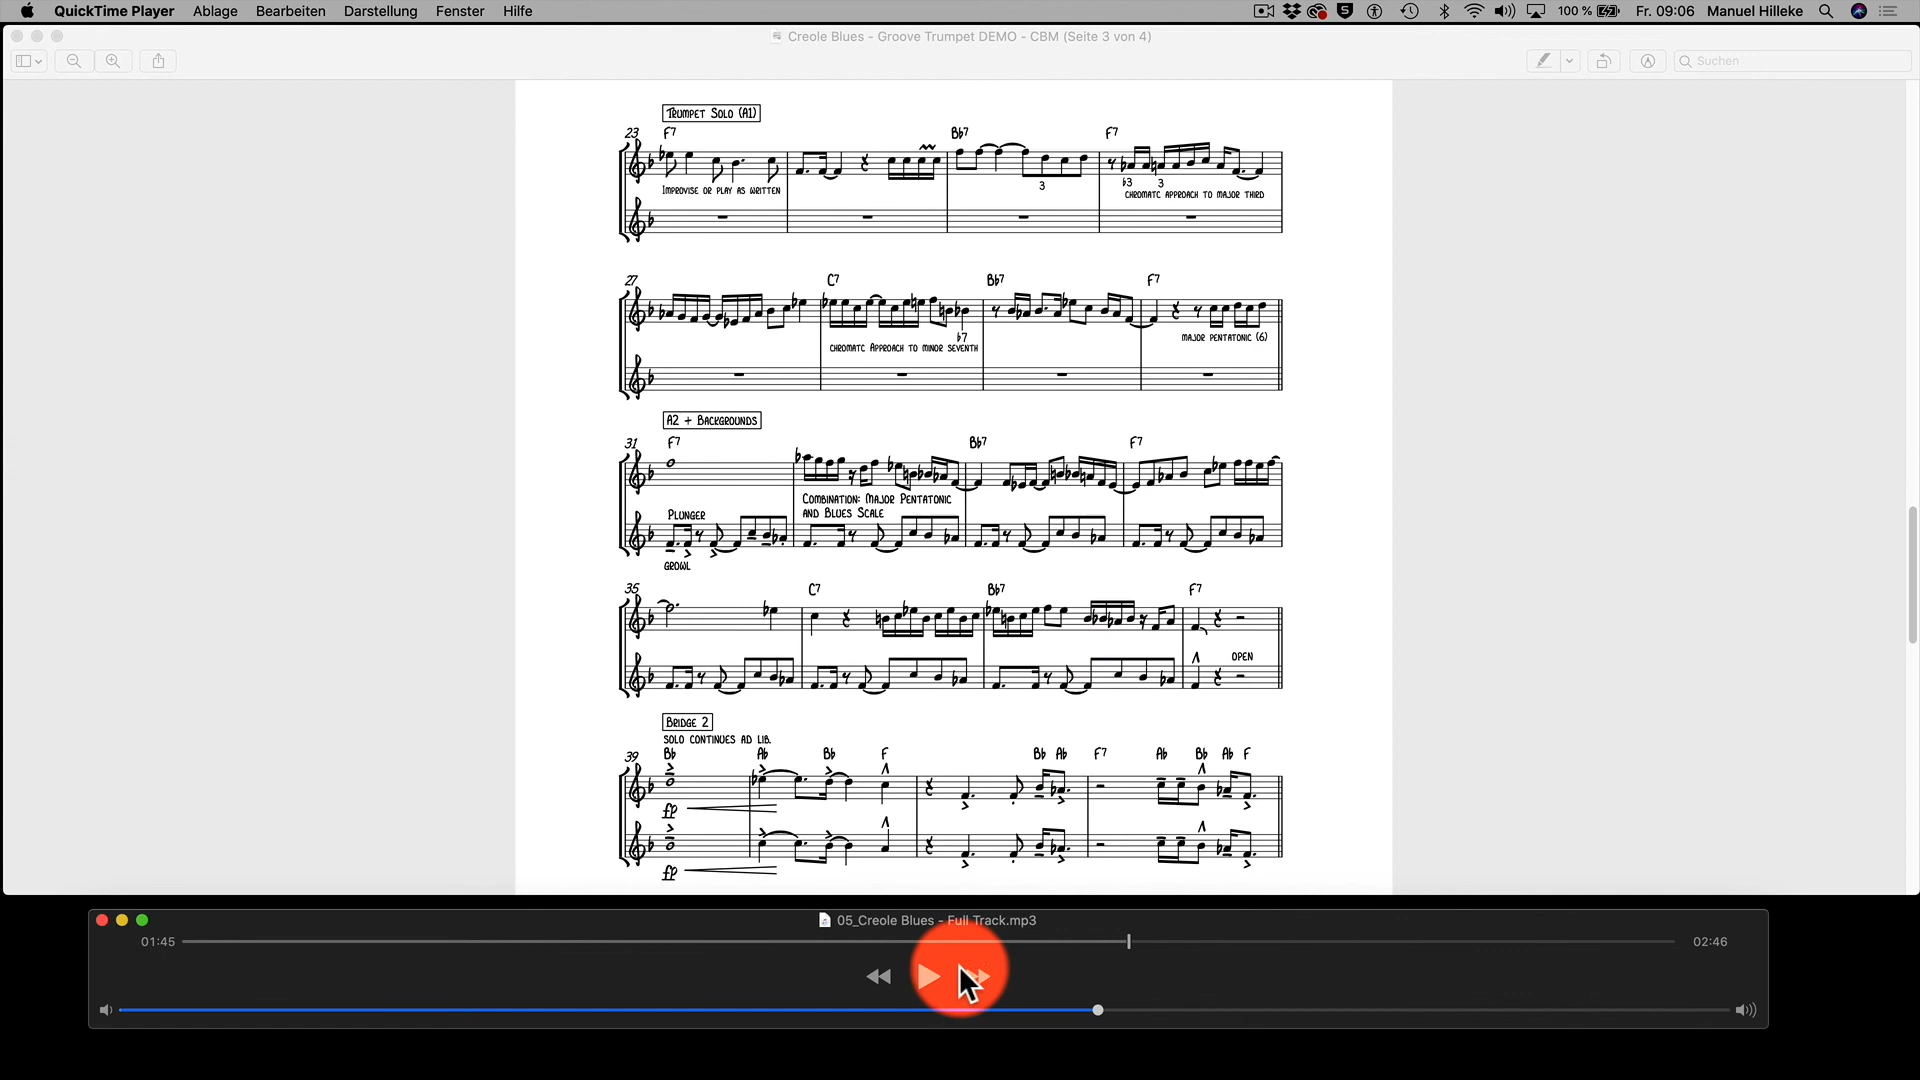 QuickTime Player Ablage Bearbeiten Darstellung Fenster Hilfe 100 % Fr. 09:06 Manuel Hilleke
Creole Blues - Groove Trumpet DEMO - CBM (Seite 3 von 4)
Suchen
Trumpet Solo (A1)
23 F7 Bb7 F7
3 b3 3
Improvise or play as written
chromatc approach to major third
27 C7 Bb7 F7
b7
major pentatonic (6)
chromatc Approach to minor seventh
A2 + Backgrounds
31 F7 Bb7 F7
Combination: Major Pentatonic
and Blues Scale
Plunger
growl
35 C7 Bb7 F7
open
Bridge 2
solo continues ad lib.
39 Bb Ab Bb F Bb Ab F7 Ab Bb Ab F
fp
fp
05_Creole Blues - Full Track.mp3
01:45 02:46